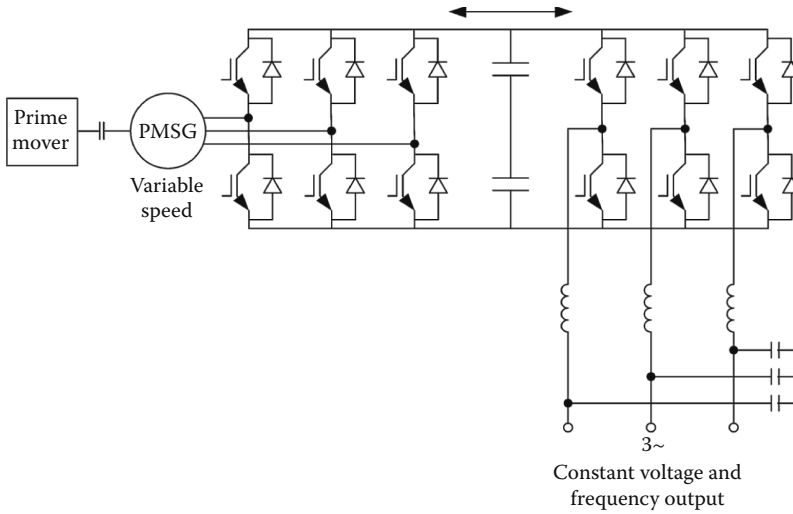 Prime
mover
PMSG
Variable
speed
3~
Constant voltage and
frequency output